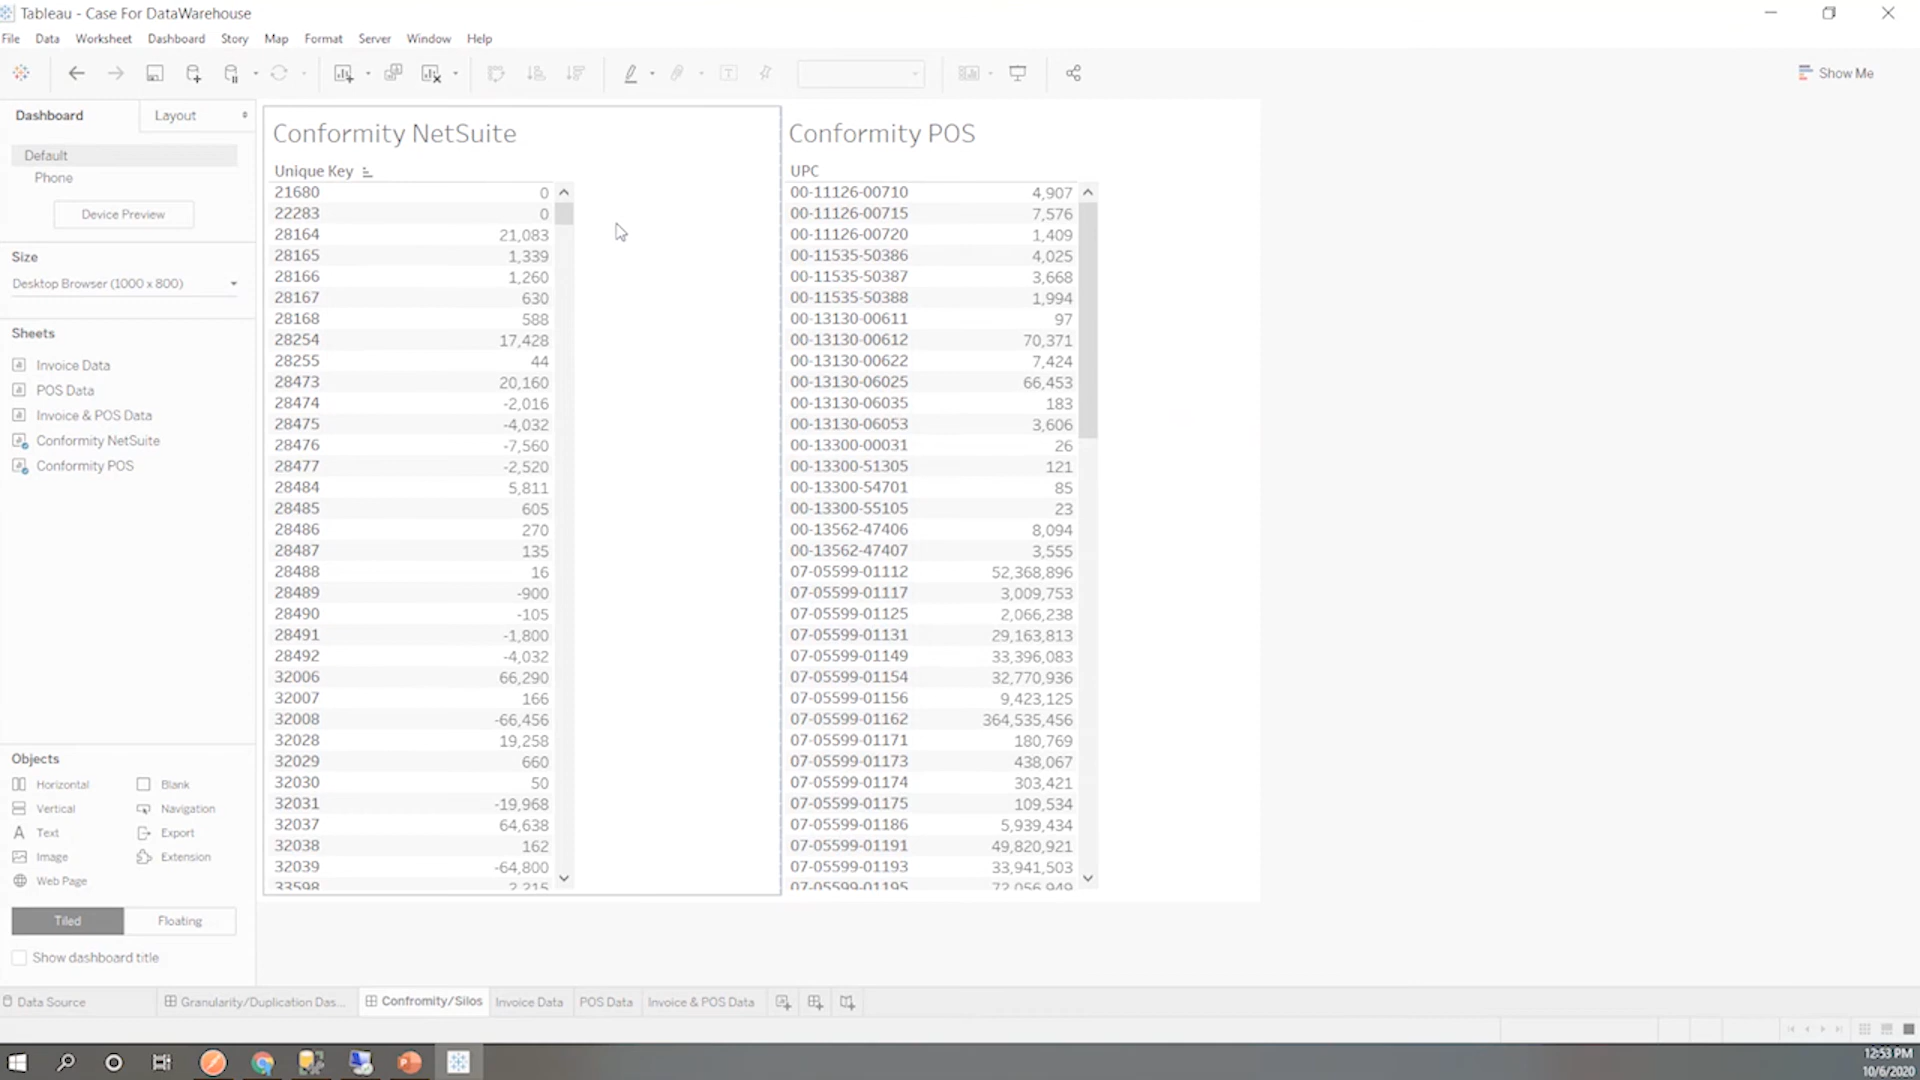 Tableau - Case For DataWarehouse
File Data Worksheet Dashboard Story Map Format Server Window Help
Show Me
Dashboard Layout
Default
Phone
Device Preview
Size
Desktop Browser (1000 x 800)
Sheets
Invoice Data
POS Data
Invoice & POS Data
Conformity NetSuite
Conformity POS
Objects
Horizontal Blank
Vertical Navigation
Text Export
Image Extension
Web Page
Tiled Floating
Show dashboard title
Conformity NetSuite
Unique Key
21680 0
22283 0
28164 21,083
28165 1,339
28166 1,260
28167 630
28168 588
28254 17,428
28255 44
28473 20,160
28474 -2,016
28475 -4,032
28476 -7,560
28477 -2,520
28484 5,811
28485 605
28486 270
28487 135
28488 16
28489 -900
28490 -105
28491 -1,800
28492 -4,032
32006 66,290
32007 166
32008 -66,456
32028 19,258
32029 660
32030 50
32031 -19,968
32037 64,638
32038 162
32039 -64,800
33598 2,215
Conformity POS
UPC
00-11126-00710 4,907
00-11126-00715 7,576
00-11126-00720 1,409
00-11535-50386 4,025
00-11535-50387 3,668
00-11535-50388 1,994
00-13130-00611 97
00-13130-00612 70,371
00-13130-00622 7,424
00-13130-06025 66,453
00-13130-06035 183
00-13130-06053 3,606
00-13300-00031 26
00-13300-51305 121
00-13300-54701 85
00-13300-55105 23
00-13562-47406 8,094
00-13562-47407 3,555
07-05599-01112 52,368,896
07-05599-01117 3,009,753
07-05599-01125 2,066,238
07-05599-01131 29,163,813
07-05599-01149 33,396,083
07-05599-01154 32,770,936
07-05599-01156 9,423,125
07-05599-01162 364,535,456
07-05599-01171 180,769
07-05599-01173 438,067
07-05599-01174 303,421
07-05599-01175 109,534
07-05599-01186 5,939,434
07-05599-01191 49,820,921
07-05599-01193 33,941,503
07-05599-01195 72,056,949
Data Source Granularity/Duplication Das... Confromity/Silos Invoice Data POS Data Invoice & POS Data
12:53 PM
10/6/2020